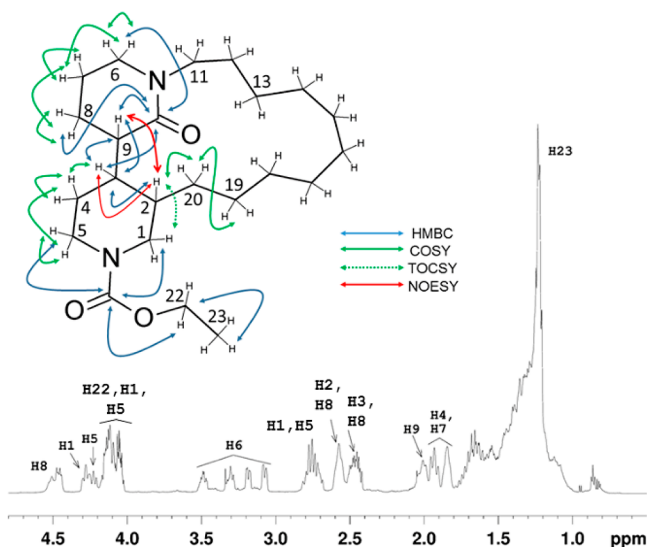 6
N
11
13
8
O
9
20
19
4
2
5
1
N
HMBC
COSY
TOCSY
NOESY
O
O
22
23
H H H H H H H H H H H H H H H H H H H H H H H H H H H H H H H H H H H H H H H
H23
H22,H1,
H5
H8
H1
H5
H6
H1,H5
H2,
H8
H3,
H8
H9
H4,
H7
4.5 4.0 3.5 3.0 2.5 2.0 1.5 1.0 ppm